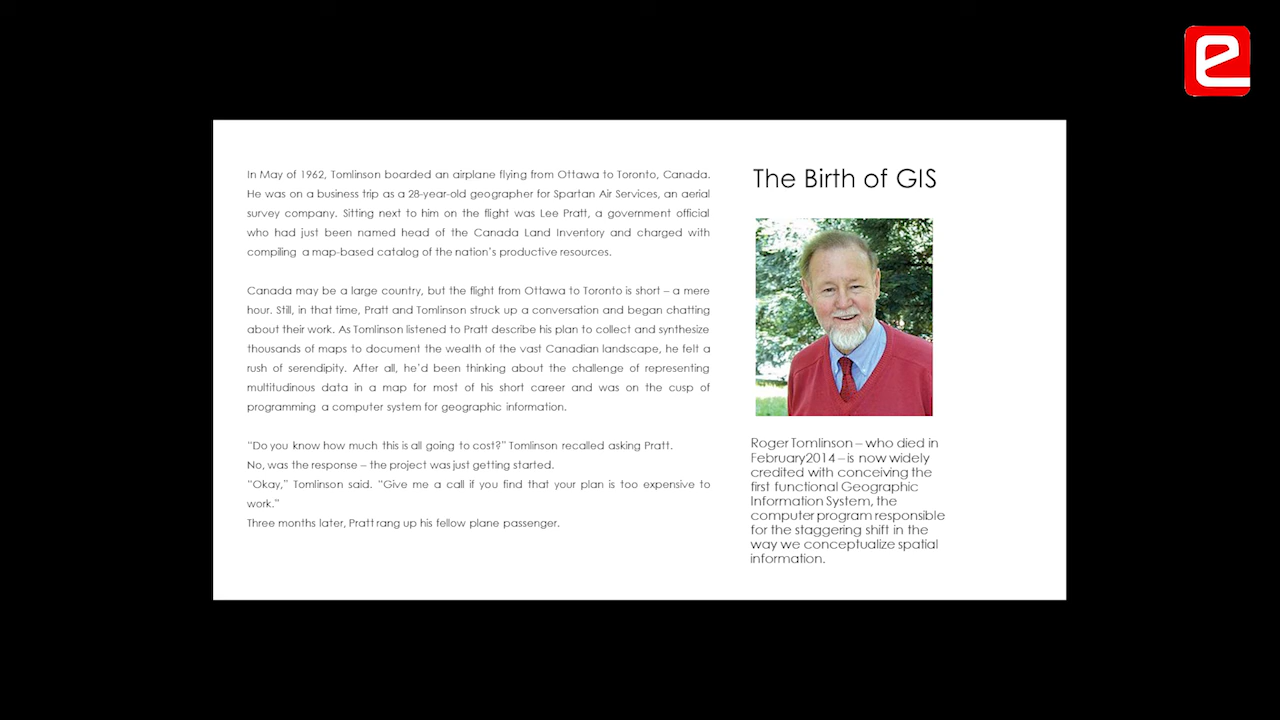 In May of 1962, Tomlinson boarded an airplane flying from Ottawa to Toronto, Canada.
He was on a business trip as a 28-year-old geographer for Spartan Air Services, an aerial
survey company. Sitting next to him on the flight was Lee Pratt, a government official
who had just been named head of the Canada Land Inventory and charged with
compiling a map-based catalog of the nation's productive resources.
Canada may be a large country, but the flight from Ottawa to Toronto is short – a mere
hour. Still, in that time, Pratt and Tomlinson struck up a conversation and began chatting
about their work. As Tomlinson listened to Pratt describe his plan to collect and synthesize
thousands of maps to document the wealth of the vast Canadian landscape, he felt a
rush of serendipity. After all, he'd been thinking about the challenge of representing
multitudinous data in a map for most of his short career and was on the cusp of
programming a computer system for geographic information.
"Do you know how much this is all going to cost?" Tomlinson recalled asking Pratt.
No, was the response – the project was just getting started.
"Okay," Tomlinson said. "Give me a call if you find that your plan is too expensive to
work."
Three months later, Pratt rang up his fellow plane passenger.
The Birth of GIS
Roger Tomlinson – who died in
February2014 – is now widely
credited with conceiving the
first functional Geographic
Information System, the
computer program responsible
for the staggering shift in the
way we conceptualize spatial
information.
e